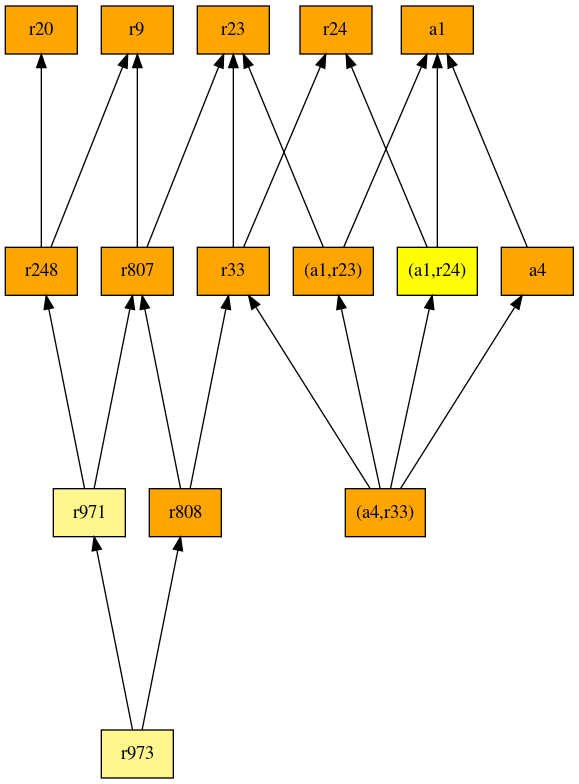 r20 r9 r23 r24 a1
r248 r807 r33 (a1,r23) (a1,r24) a4
r971 r808 (a4,r33)
r973